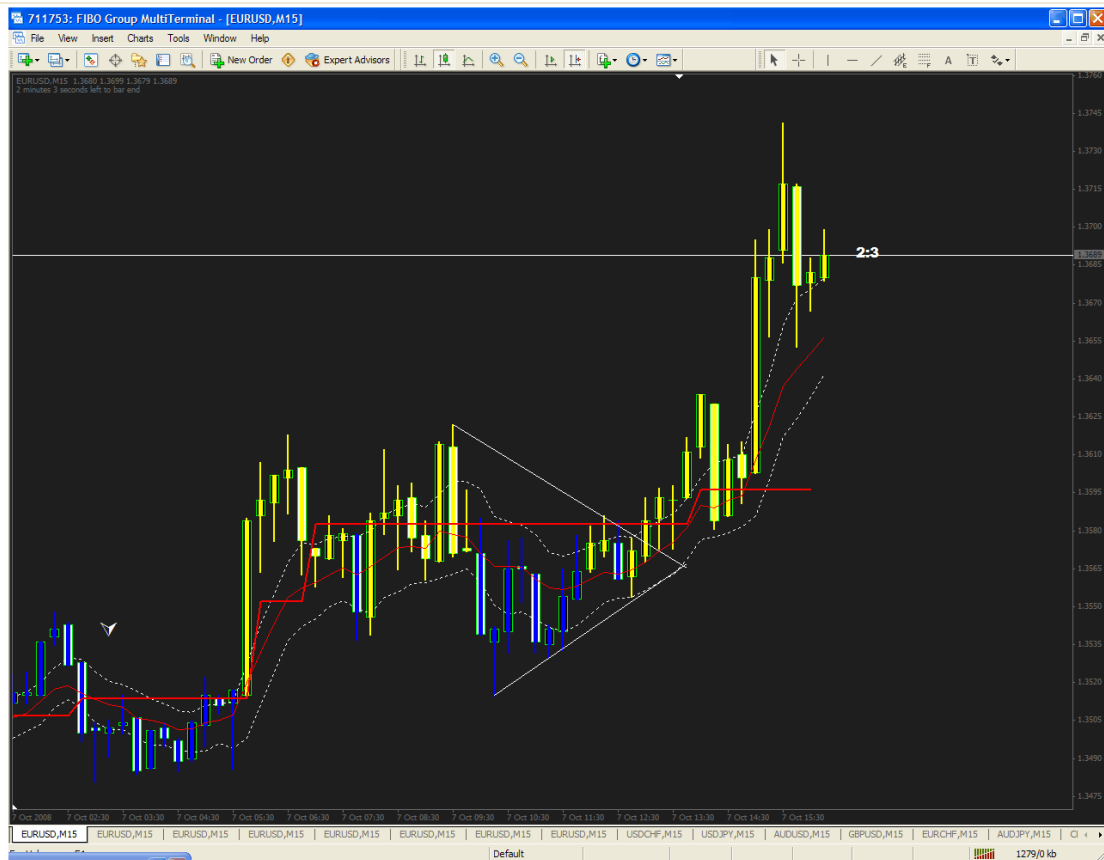 711753: FIBO Group MultiTerminal - [EURUSD,M15]
File View Insert Charts Tools Window Help
New Order Expert Advisors A T
EURUSD,M15 1.3680 1.3699 1.3679 1.3689
2 minutes 3 seconds left to bar end
1.3760
1.3745
1.3730
1.3715
1.3700
2:3
1.3689
1.3685
1.3670
1.3655
1.3640
1.3625
1.3610
1.3595
1.3580
1.3565
1.3550
1.3535
1.3520
1.3505
1.3490
1.3475
7 Oct 2008 7 Oct 02:30 7 Oct 03:30 7 Oct 04:30 7 Oct 05:30 7 Oct 06:30 7 Oct 07:30 7 Oct 08:30 7 Oct 09:30 7 Oct 10:30 7 Oct 11:30 7 Oct 12:30 7 Oct 13:30 7 Oct 14:30 7 Oct 15:30
EURUSD,M15 EURUSD,M15 EURUSD,M15 EURUSD,M15 EURUSD,M15 EURUSD,M15 EURUSD,M15 EURUSD,M15 USDCHF,M15 USDJPY,M15 AUDUSD,M15 GBPUSD,M15 EURCHF,M15 AUDJPY,M15
Default 1279/0 kb